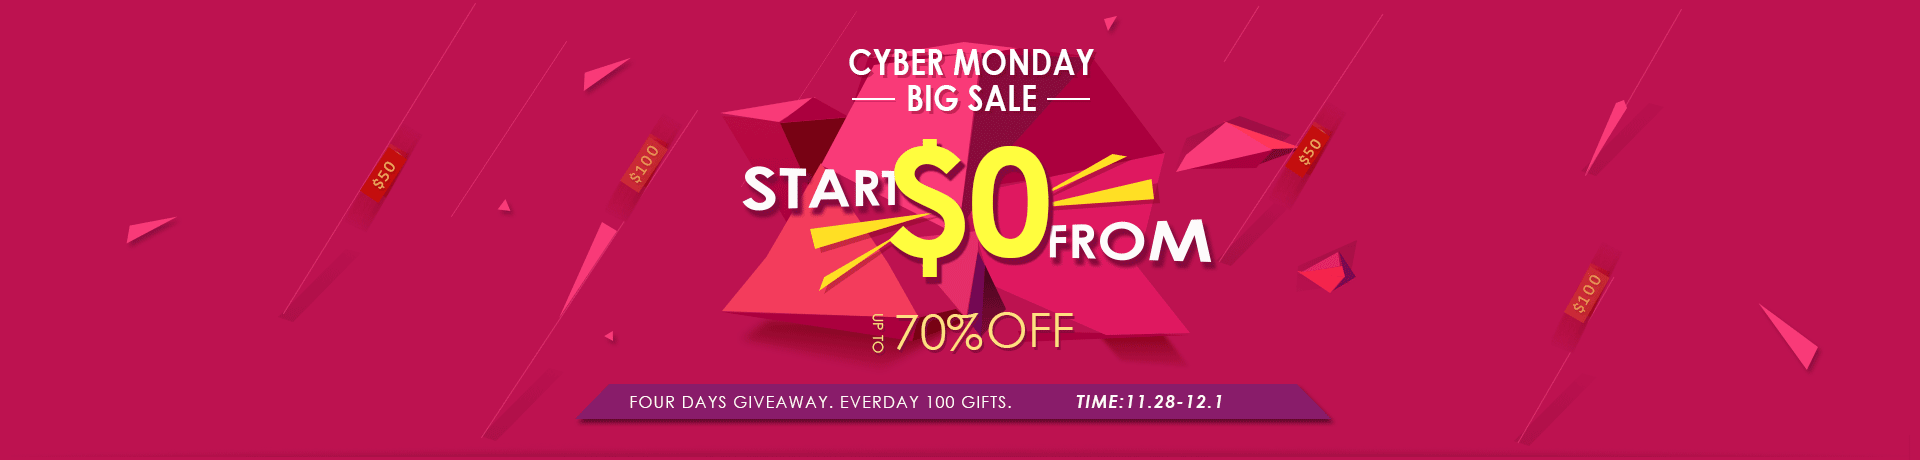 CYBER MONDAY
BIG SALE
START $0 FROM
UP TO 70% OFF
FOUR DAYS GIVEAWAY. EVERDAY 100 GIFTS. TIME:11.28-12.1
$50
$100
$50
$100